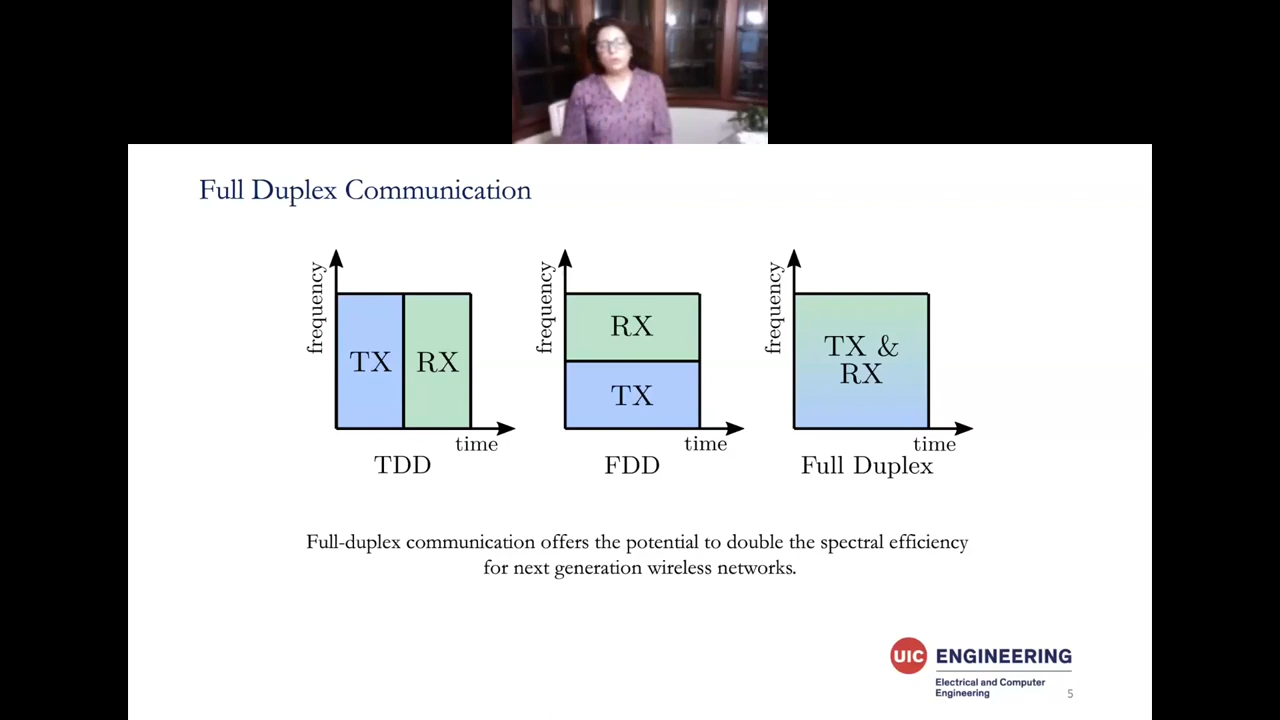 Full Duplex Communication
frequency
TX
RX
time
TDD
frequency
RX
TX
time
FDD
frequency
TX &
RX
time
Full Duplex
Full-duplex communication offers the potential to double the spectral efficiency
for next generation wireless networks.
UIC ENGINEERING
Electrical and Computer
Engineering
5